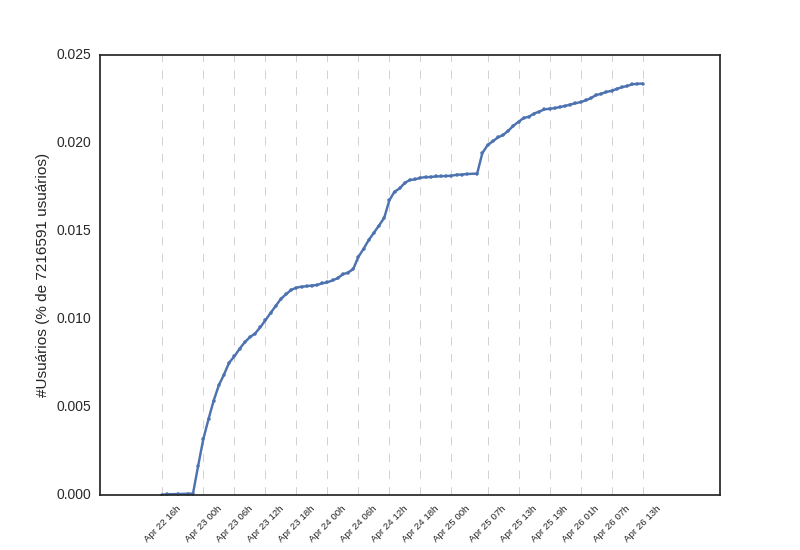 0.025
0.020
0.015
0.010
0.005
0.000
#Usuários (% de 7216591 usuários)
Apr 22 16h
Apr 23 00h
Apr 23 06h
Apr 23 12h
Apr 23 18h
Apr 24 00h
Apr 24 06h
Apr 24 12h
Apr 24 18h
Apr 25 00h
Apr 25 07h
Apr 25 13h
Apr 25 19h
Apr 26 01h
Apr 26 07h
Apr 26 13h